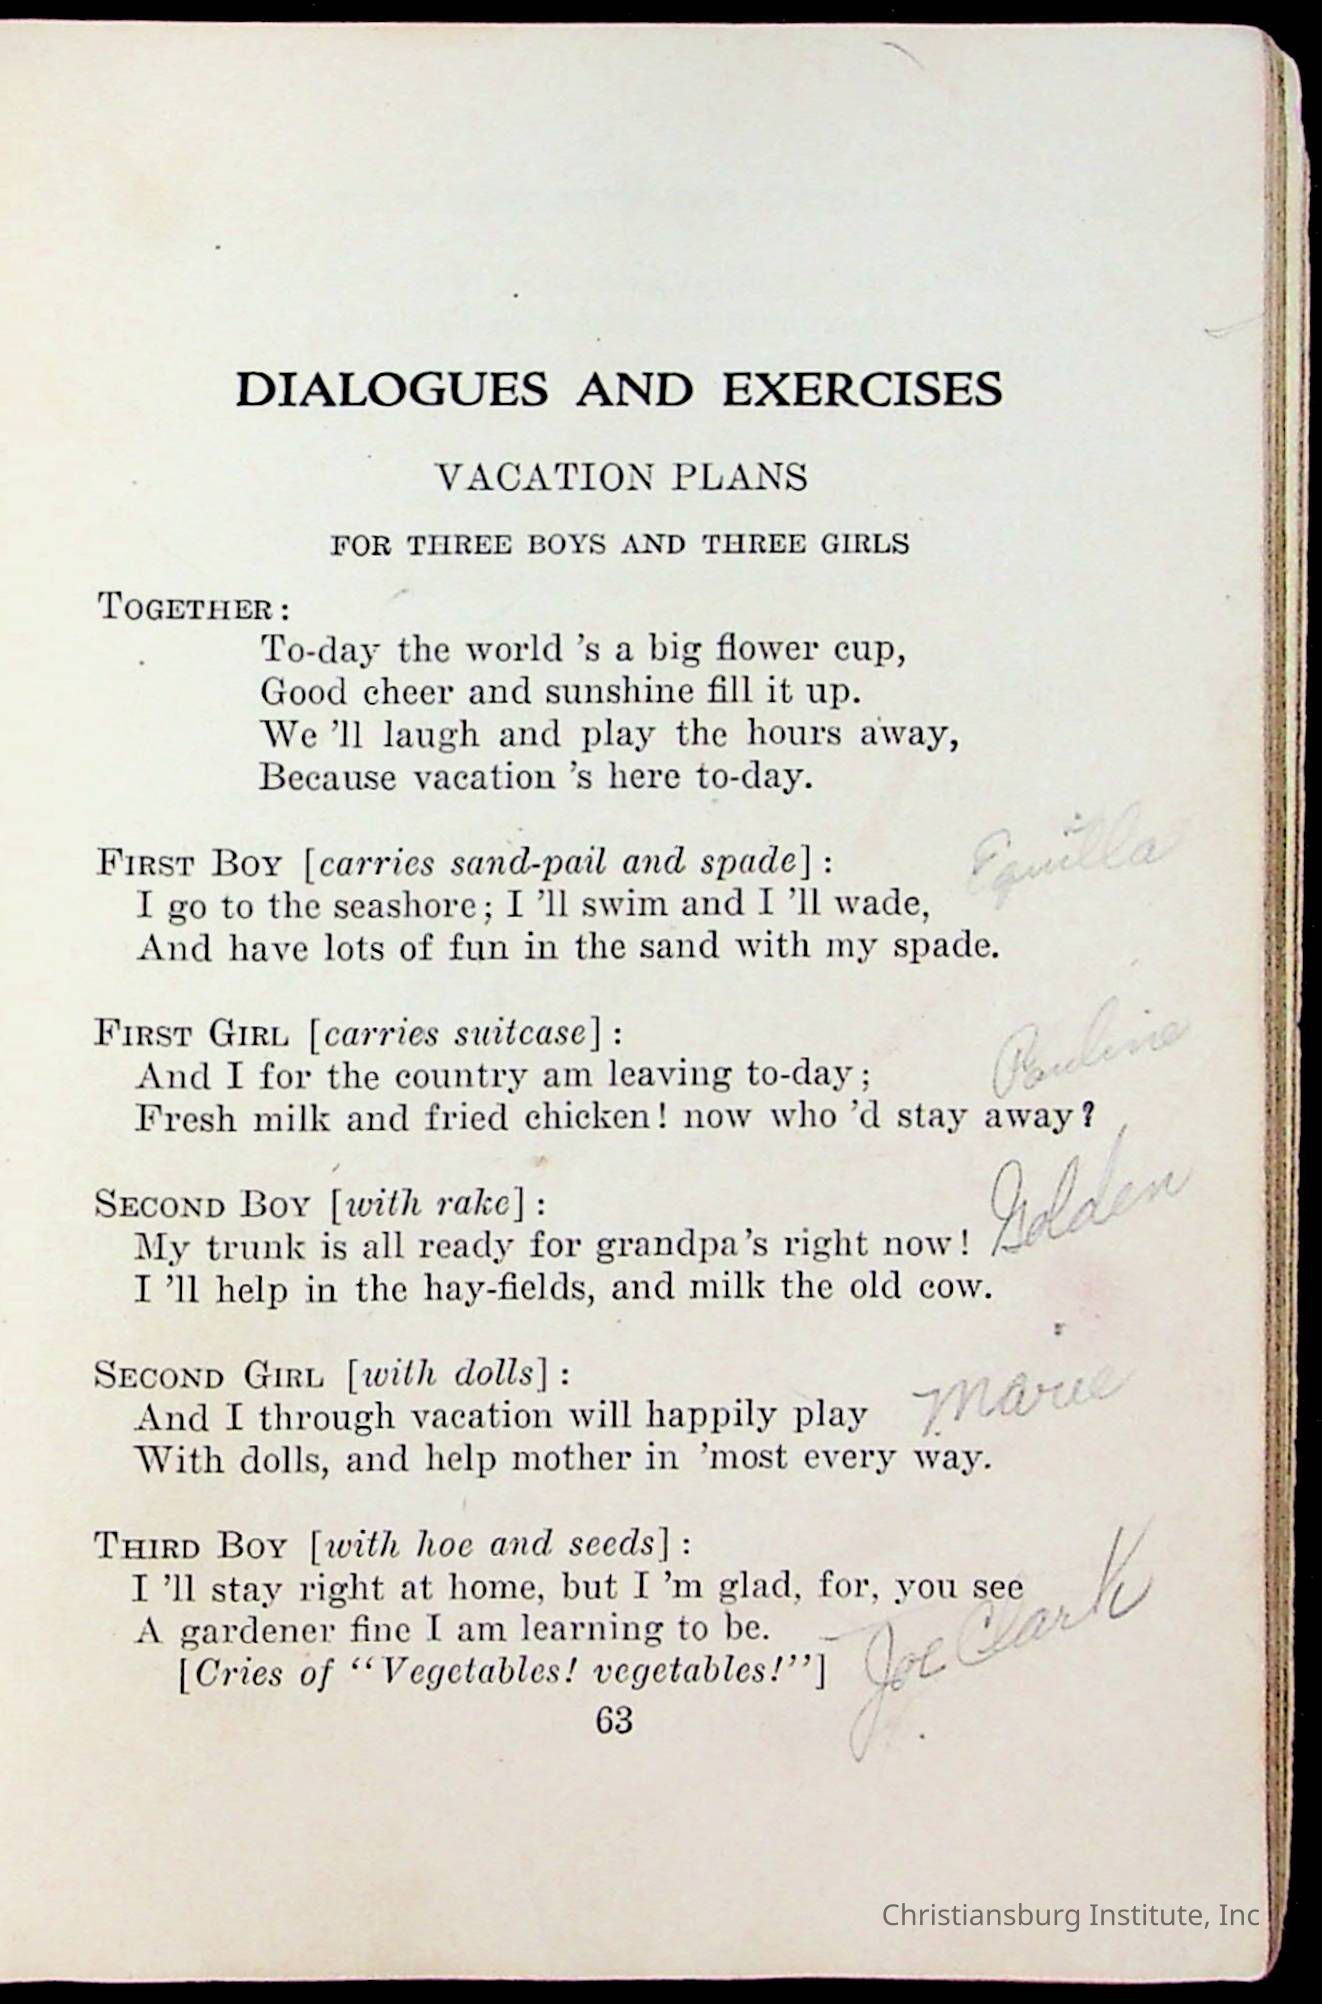 DIALOGUES AND EXERCISES
VACATION PLANS
FOR THREE BOYS AND THREE GIRLS
TOGETHER:
To-day the world 's a big flower cup,
Good cheer and sunshine fill it up.
We 'll laugh and play the hours away,
Because vacation 's here to-day.
FIRST BOY [carries sand-pail and spade]:
Equilla
I go to the seashore; I 'll swim and I 'll wade,
And have lots of fun in the sand with my spade.
FIRST GIRL [carries suitcase]:
Pauline
And I for the country am leaving to-day;
Fresh milk and fried chicken! now who 'd stay away?
SECOND BOY [with rake]:
Golden
My trunk is all ready for grandpa's right now!
I 'll help in the hay-fields, and milk the old cow.
SECOND GIRL [with dolls]:
And I through vacation will happily play
Marie
With dolls, and help mother in 'most every way.
THIRD BOY [with hoe and seeds]:
I 'll stay right at home, but I 'm glad, for, you see
A gardener fine I am learning to be.
Joe Clark
[Cries of "Vegetables! vegetables!"]
63
Christiansburg Institute, Inc